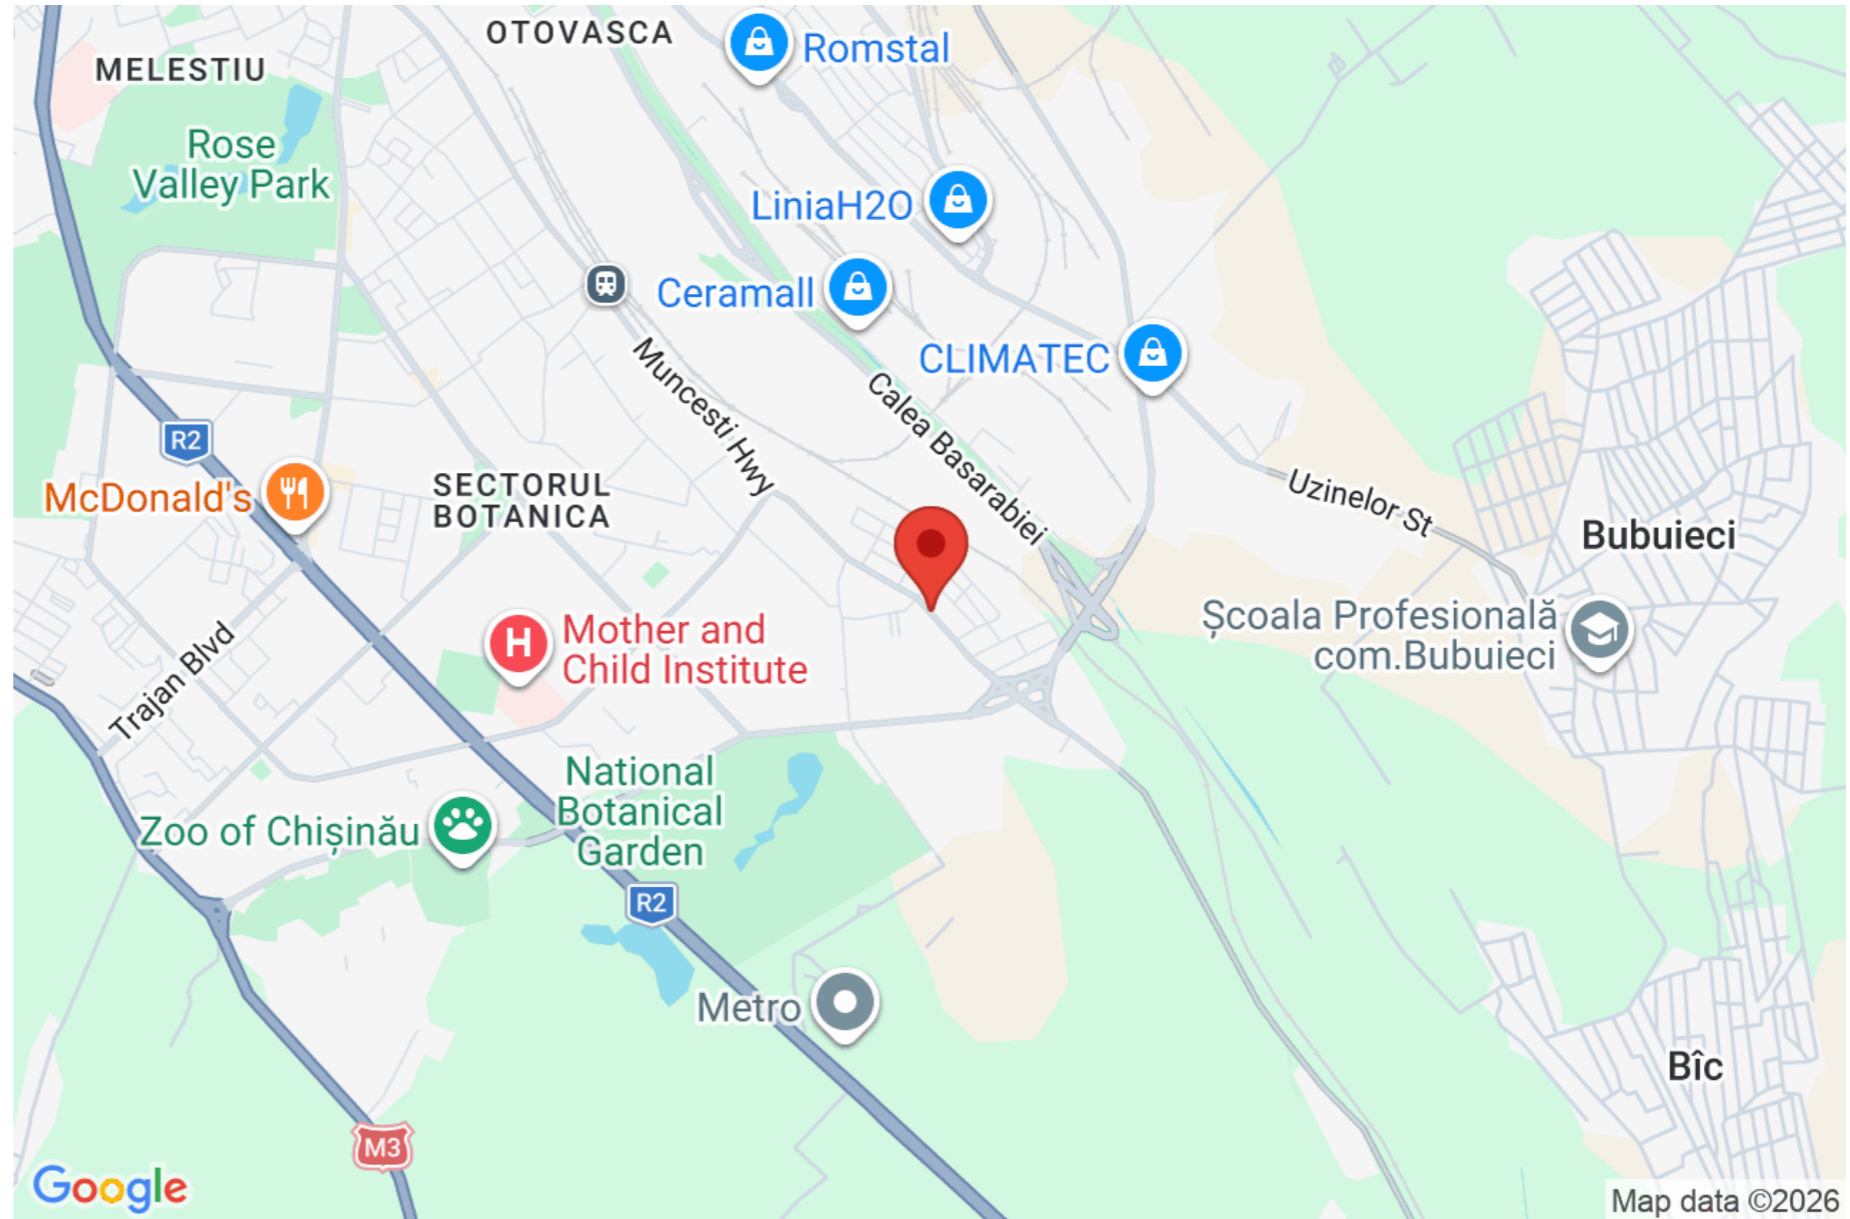 OTOVASCA
Romstal
MELESTIU
Rose
Valley Park
LiniaH2O
Ceramall
CLIMATEC
Muncesti Hwy
Calea Basarabiei
R2
McDonald's
SECTORUL
BOTANICA
Uzinelor St
Bubuieci
Mother and
Child Institute
H
Școala Profesională
com.Bubuieci
Trajan Blvd
National
Botanical
Garden
Zoo of Chișinău
R2
Metro
Bîc
M3
Google
Map data ©2026